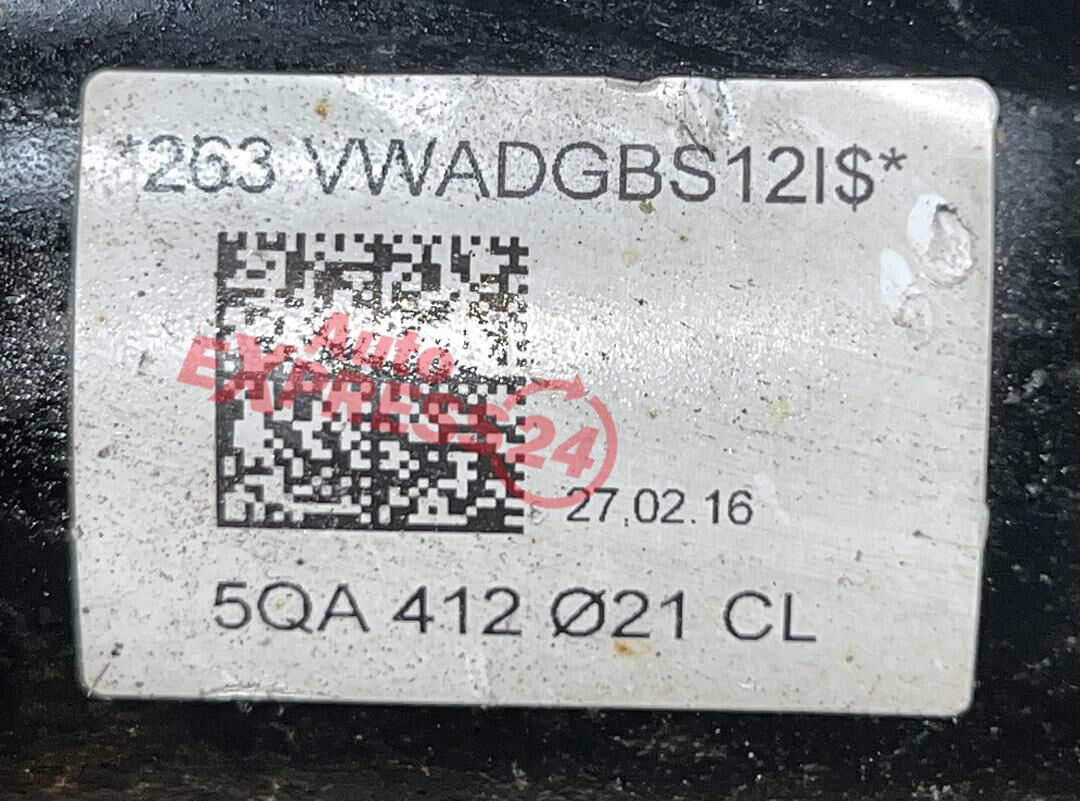 *263 VWADGBS12I$*
Auto
EXPRESS24
27.02.16
5QA 412 Ø21 CL